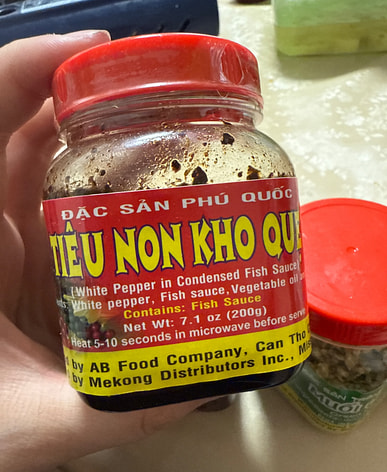 ĐẶC SẢN PHÚ QUỐC
TIÊU NON KHO QUẸ
(White Pepper in Condensed Fish Sauce)
White pepper, Fish sauce, Vegetable oil
Contains: Fish Sauce
Net Wt: 7.1 oz (200g)
Heat 5-10 seconds in microwave before serv
by AB Food Company, Can Tho
by Mekong Distributors Inc.,
MUỐI